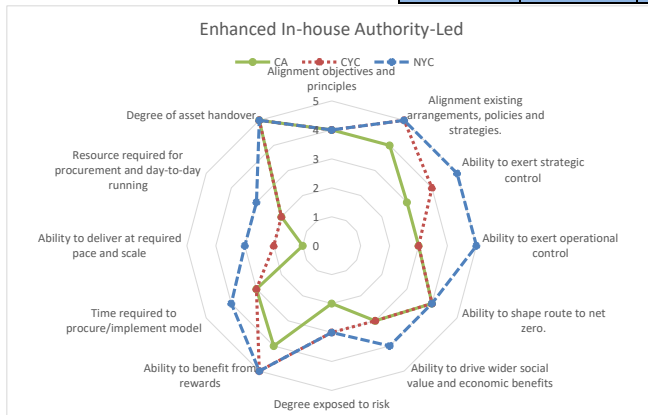 Enhanced In-house Authority-Led
CA CYC NYC
Alignment objectives and
principles
Alignment existing
arrangements, policies and
strategies.
Ability to exert strategic
control
Ability to exert operational
control
Ability to shape route to net
zero.
Ability to drive wider social
value and economic benefits
Degree exposed to risk
Ability to benefit from
rewards
Time required to
procure/implement model
Ability to deliver at required
pace and scale
Resource required for
procurement and day-to-day
running
Degree of asset handover
5
4
3
2
1
0